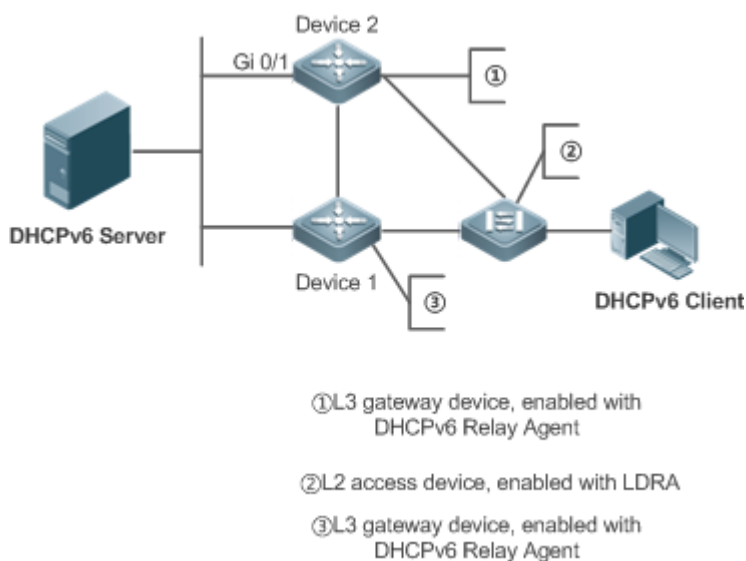 Device 2
Gi 0/1
①
②
DHCPv6 Server
Device 1
③
DHCPv6 Client
①L3 gateway device, enabled with
DHCPv6 Relay Agent
②L2 access device, enabled with LDRA
③L3 gateway device, enabled with
DHCPv6 Relay Agent